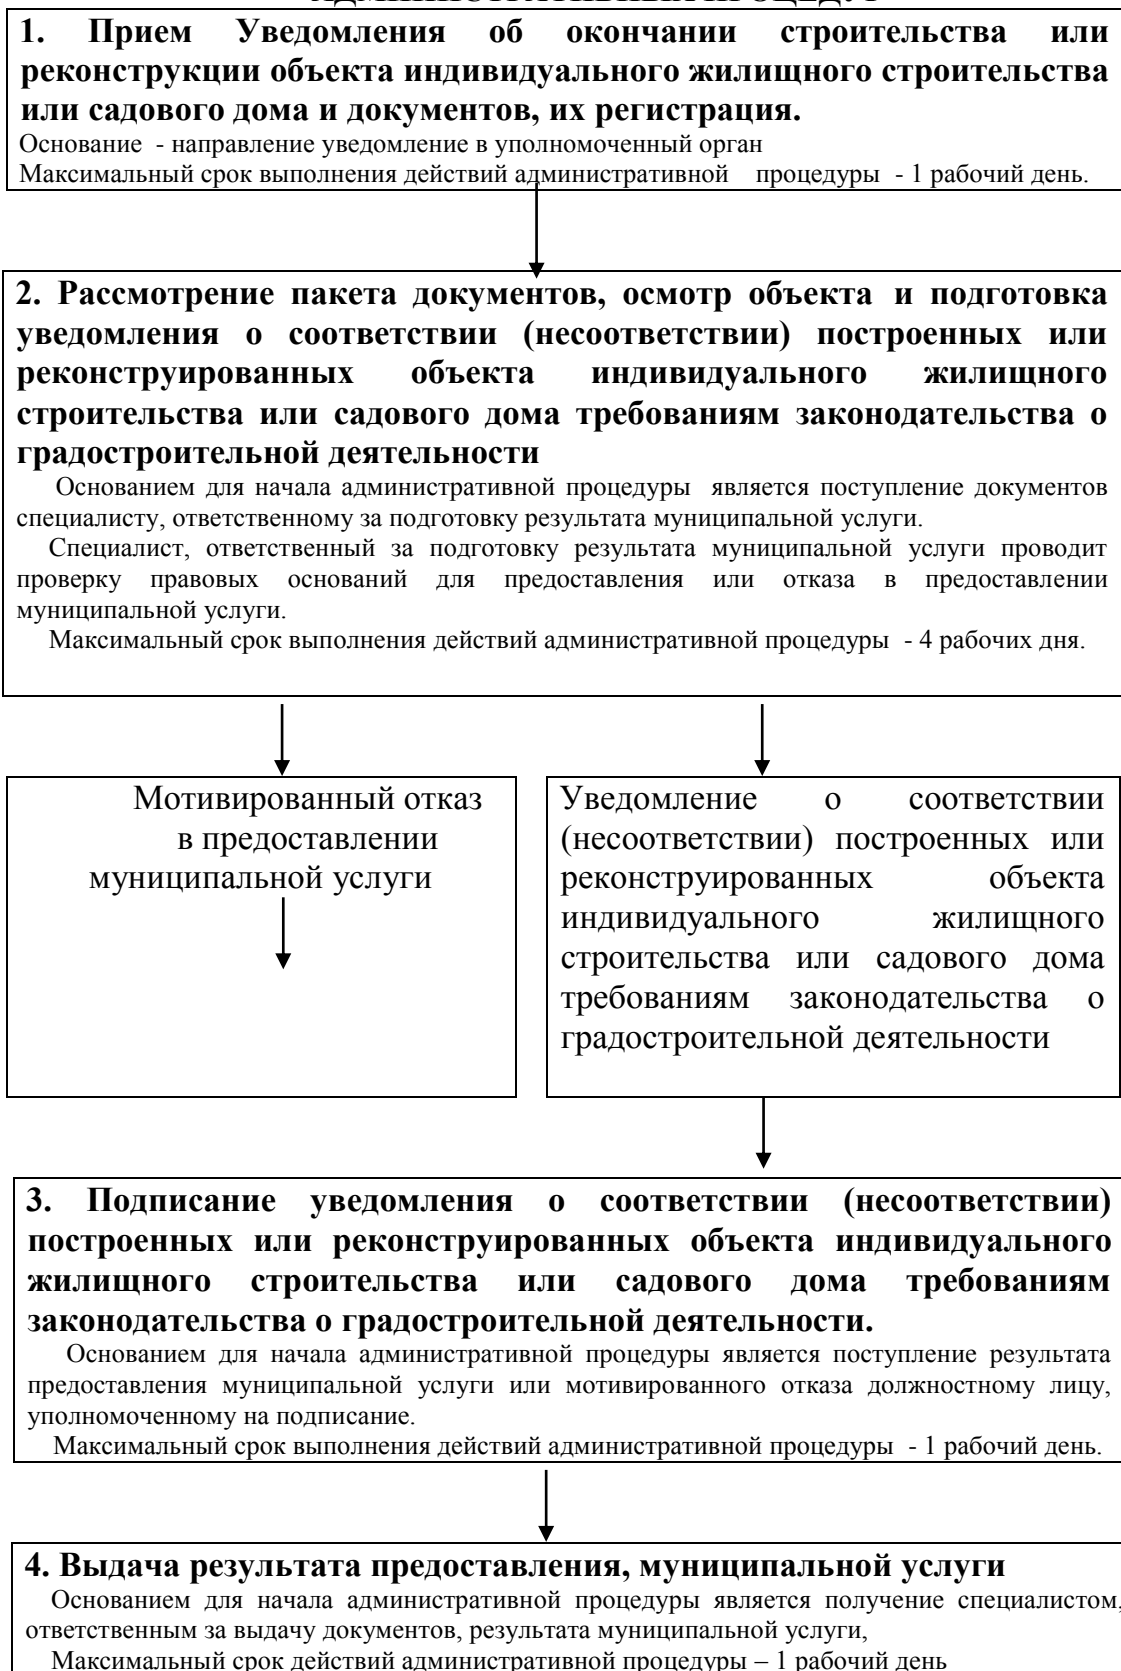 АДМИНИСТРАТИВНЫХ ПРОЦЕДУР
1. Прием Уведомления об окончании строительства или
реконструкции объекта индивидуального жилищного строительства
или садового дома и документов, их регистрация.
Основание - направление уведомление в уполномоченный орган
Максимальный срок выполнения действий административной процедуры - 1 рабочий день.
2. Рассмотрение пакета документов, осмотр объекта и подготовка
уведомления о соответствии (несоответствии) построенных или
реконструированных объекта индивидуального жилищного
строительства или садового дома требованиям законодательства о
градостроительной деятельности
Основанием для начала административной процедуры является поступление документов
специалисту, ответственному за подготовку результата муниципальной услуги.
Специалист, ответственный за подготовку результата муниципальной услуги проводит
проверку правовых оснований для предоставления или отказа в предоставлении
муниципальной услуги.
Максимальный срок выполнения действий административной процедуры - 4 рабочих дня.
Мотивированный отказ
в предоставлении
муниципальной услуги
Уведомление о соответствии
(несоответствии) построенных или
реконструированных объекта
индивидуального жилищного
строительства или садового дома
требованиям законодательства о
градостроительной деятельности
3. Подписание уведомления о соответствии (несоответствии)
построенных или реконструированных объекта индивидуального
жилищного строительства или садового дома требованиям
законодательства о градостроительной деятельности.
Основанием для начала административной процедуры является поступление результата
предоставления муниципальной услуги или мотивированного отказа должностному лицу,
уполномоченному на подписание.
Максимальный срок выполнения действий административной процедуры - 1 рабочий день.
4. Выдача результата предоставления, муниципальной услуги
Основанием для начала административной процедуры является получение специалистом,
ответственным за выдачу документов, результата муниципальной услуги,
Максимальный срок действий административной процедуры – 1 рабочий день